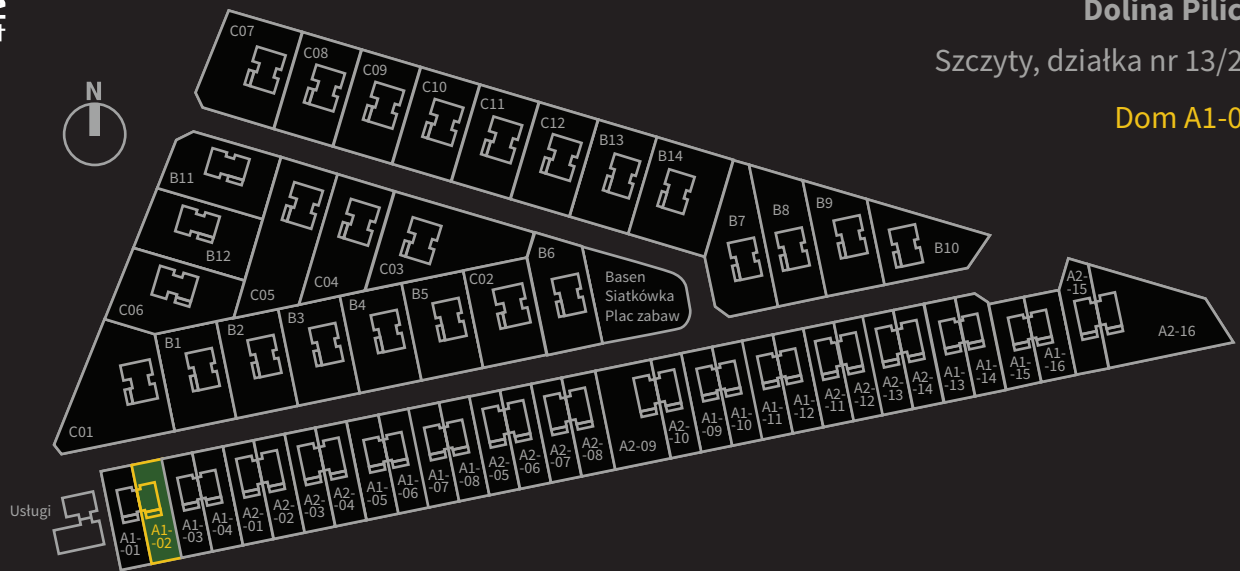 Dolina Pilic
Szczyty, działka nr 13/2
Dom A1-0
N
C07
C08
C09
C10
C11
C12
B13
B14
B7
B8
B9
B10
B11
B12
C06
C05
C04
C03
B6
Basen
Siatkówka
Plac zabaw
C01
B1
B2
B3
B4
B5
C02
Usługi
A1-
-01
A1-
-02
A1-
-03
A1-
-04
A2-
-01
A2-
-02
A2-
-03
A2-
-04
A1-
-05
A1-
-06
A1-
-07
A1-
-08
A2-
-05
A2-
-06
A2-
-07
A2-
-08
A2-09
A2-
-10
A1-
-09
A1-
-10
A1-
-11
A1-
-12
A2-
-11
A2-
-12
A2-
-13
A2-
-14
A1-
-13
A1-
-14
A1-
-15
A1-
-16
A2-
-15
A2-16